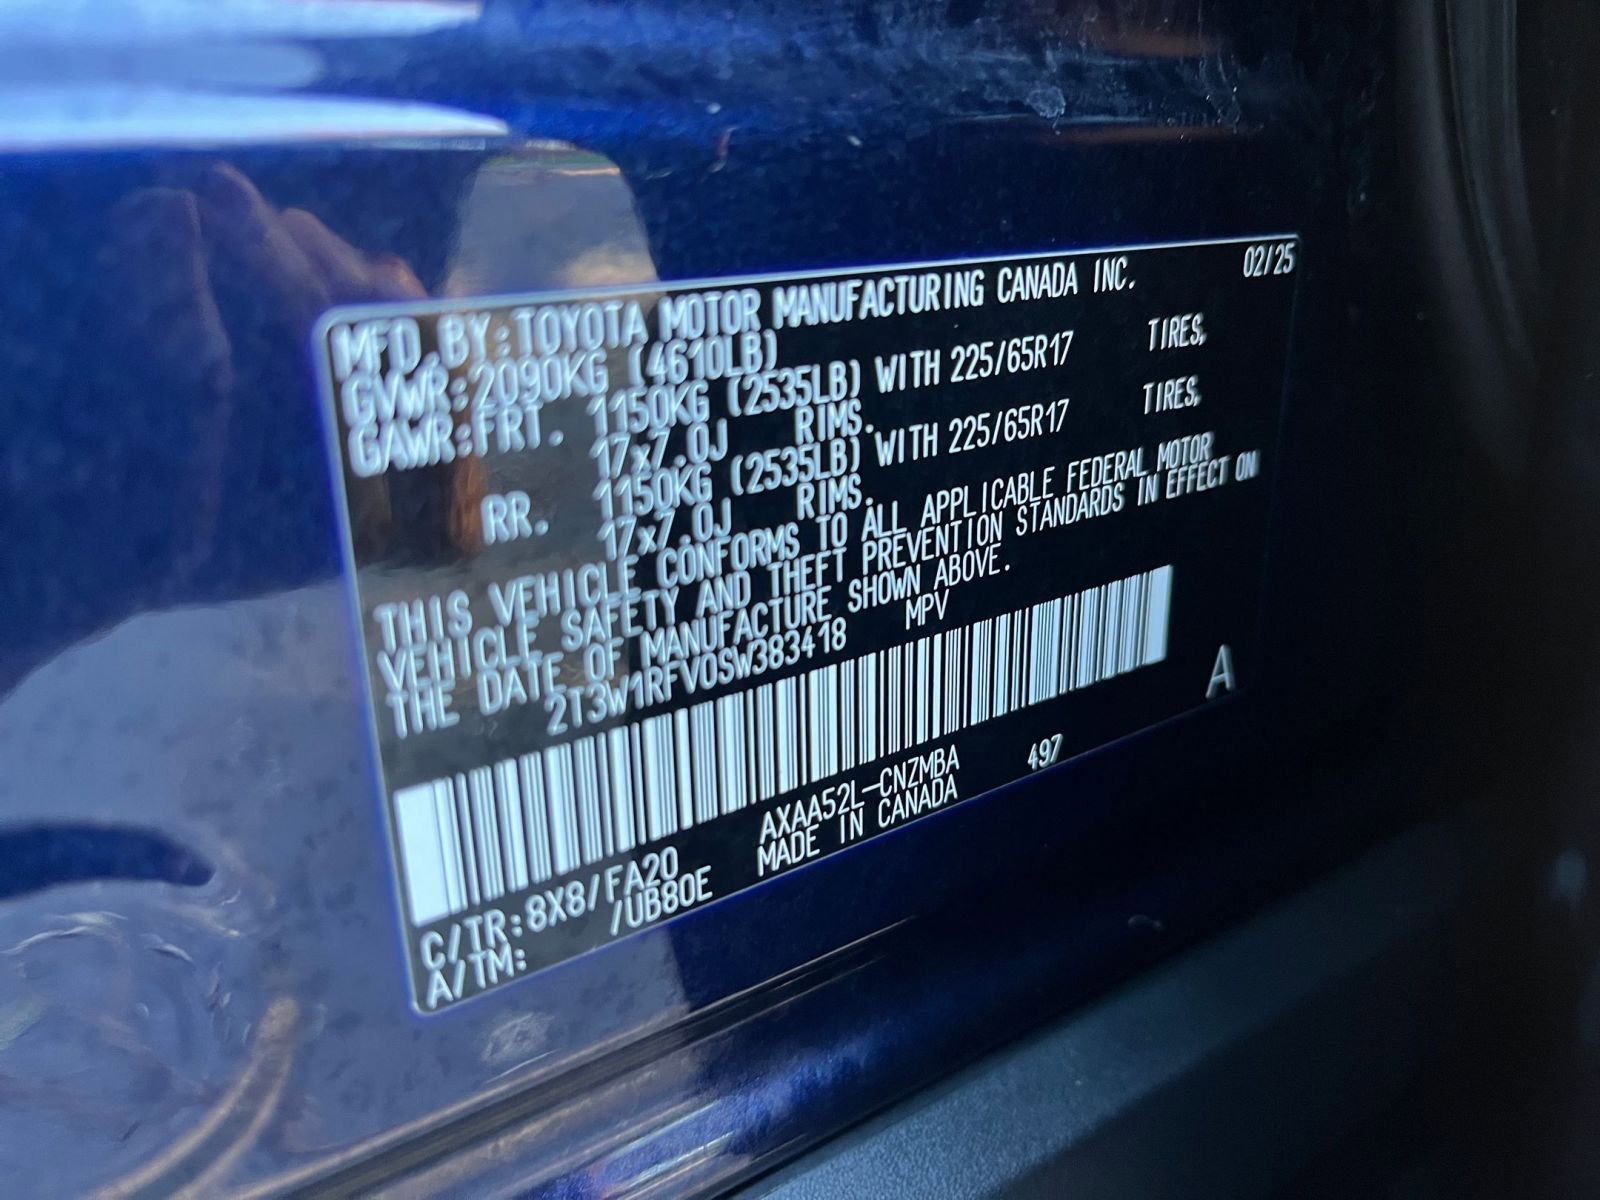 MFD.BY:TOYOTA MOTOR MANUFACTURING CANADA INC. 02/25
GVWR:2090KG (4610LB)
GAWR:FRT. 1150KG (2535LB) WITH 225/65R17 TIRES,
17x7.0J RIMS.
RR. 1150KG (2535LB) WITH 225/65R17 TIRES,
17x7.0J RIMS.
THIS VEHICLE CONFORMS TO ALL APPLICABLE FEDERAL MOTOR
VEHICLE SAFETY AND THEFT PREVENTION STANDARDS IN EFFECT ON
THE DATE OF MANUFACTURE SHOWN ABOVE.
2T3W1RFV0SW383418 MPV
A
C/TR:8X8/FA20 AXAA52L-CNZMBA 497
A/TM: /UB80E MADE IN CANADA